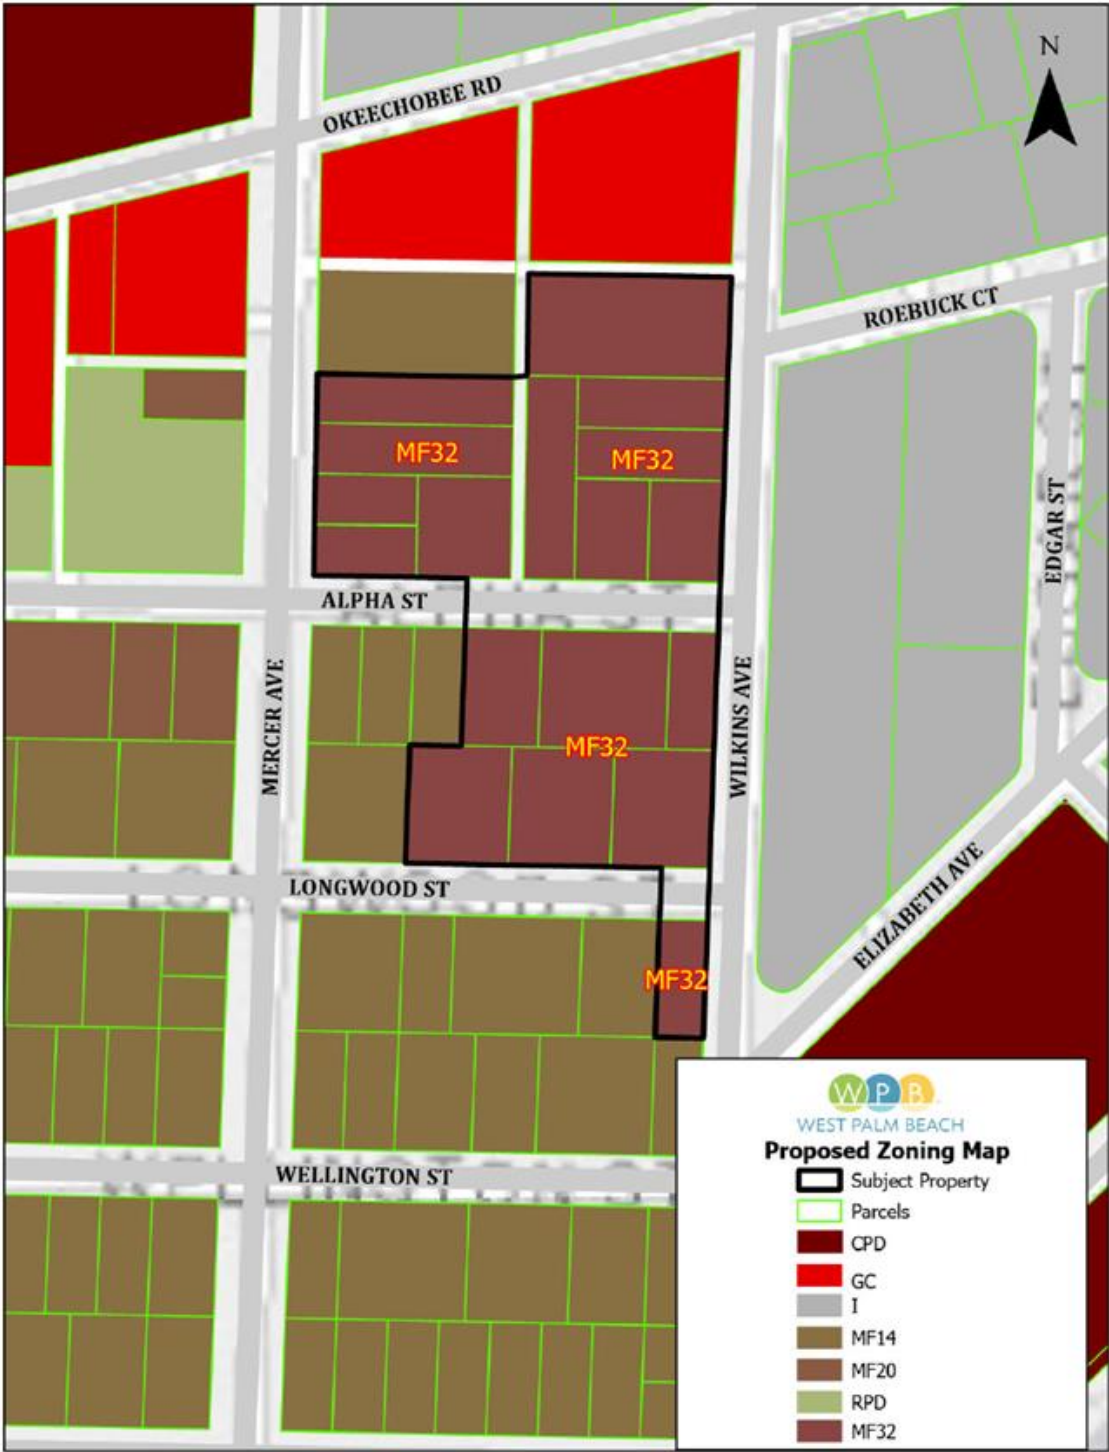 N
OKEECHOBEE RD
ROEBUCK CT
MF32
MF32
EDGAR ST
ALPHA ST
MERCER AVE
WILKINS AVE
MF32
LONGWOOD ST
ELIZABETH AVE
MF32
WELLINGTON ST
WPB
WEST PALM BEACH
Proposed Zoning Map
Subject Property
Parcels
CPD
GC
I
MF14
MF20
RPD
MF32